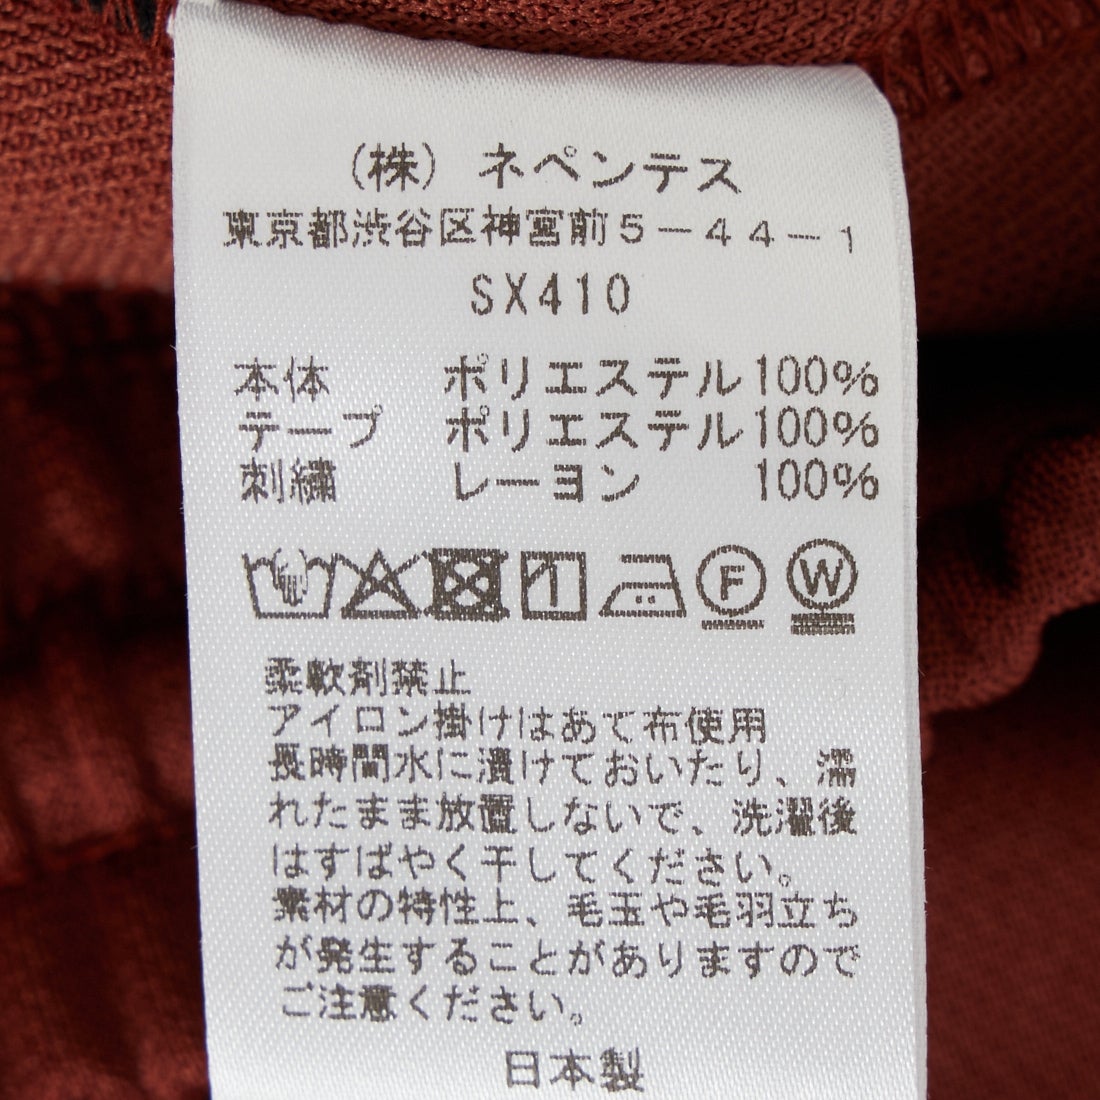 (株) ネペンテス
東京都渋谷区神宮前5-44-1
SX410
本体 ポリエステル100%
テープ ポリエステル100%
刺繍 レーヨン 100%
F W
柔軟剤禁止
アイロン掛けはあて布使用
長時間水に漬けておいたり、濡
れたまま放置しないで、洗濯後
はすばやく干してください。
素材の特性上、毛玉や毛羽立ち
が発生することがありますので
ご注意ください。
日本製